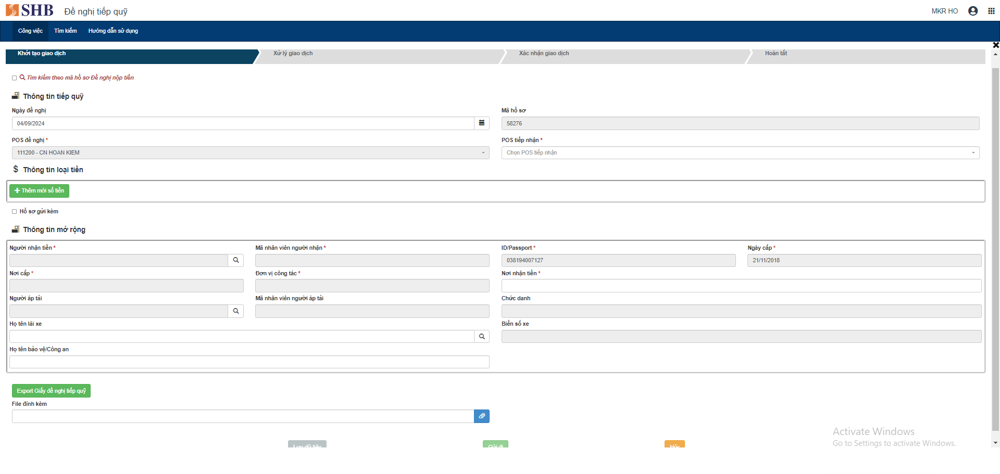 SHB Đề nghị tiếp quỹ MKR HO
Công việc Tìm kiếm Hướng dẫn sử dụng
Khởi tạo giao dịch Xử lý giao dịch Xác nhận giao dịch Hoàn tất
Tìm kiếm theo mã hồ sơ Đề nghị nộp tiền
Thông tin tiếp quỹ
Ngày đề nghị Mã hồ sơ
04/09/2024 58276
POS đề nghị * POS tiếp nhận *
111200 - CN HOAN KIEM Chọn POS tiếp nhận
$ Thông tin loại tiền
Thêm mới số tiền
Hồ sơ gửi kèm
Thông tin mở rộng
Người nhận tiền * Mã nhân viên người nhận * ID/Passport * Ngày cấp *
038194007127 21/11/2018
Nơi cấp * Đơn vị công tác * Nơi nhận tiền *
Người áp tải Mã nhân viên người áp tải Chức danh
Họ tên lái xe Biển số xe
Họ tên bảo vệ/Công an
Export Giấy đề nghị tiếp quỹ
File đính kèm
Lưu dữ liệu Gửi đi Hủy
Activate Windows
Go to Settings to activate Windows.